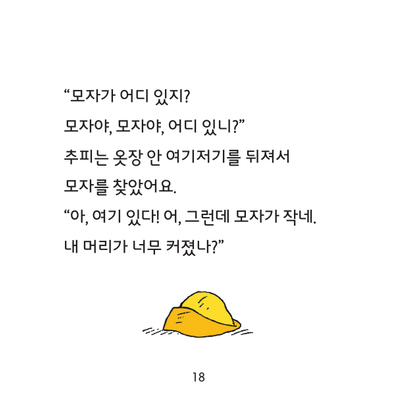 “모자가 어디 있지?
모자야, 모자야, 어디 있니?”
추피는 옷장 안 여기저기를 뒤져서
모자를 찾았어요.
“아, 여기 있다! 어, 그런데 모자가 작네.
내 머리가 너무 커졌나?”
18